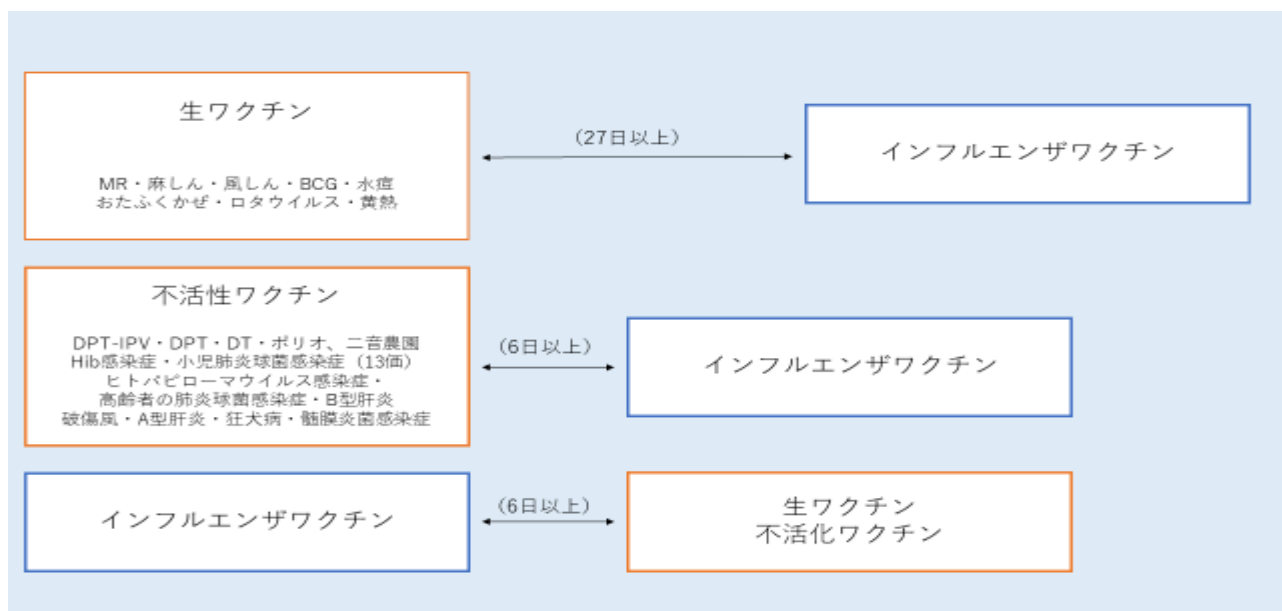 生ワクチン
MR・麻しん・風しん・BCG・水痘
おたふくかぜ・ロタウイルス・黄熱
(27日以上)
インフルエンザワクチン
不活性ワクチン
DPT-IPV・DPT・DT・ポリオ、二音農園
Hib感染症・小児肺炎球菌感染症（13価）
ヒトパピローマウイルス感染症・
高齢者の肺炎球菌感染症・B型肝炎
破傷風・A型肝炎・狂犬病・髄膜炎菌感染症
(6日以上)
インフルエンザワクチン
インフルエンザワクチン
(6日以上)
生ワクチン
不活化ワクチン